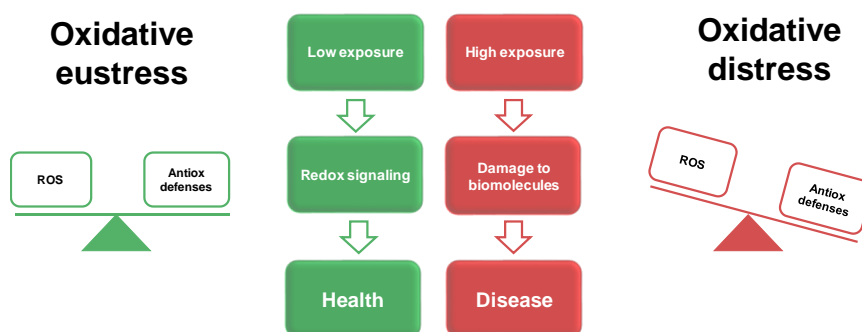 Oxidative
eustress
ROS
Antiox
defenses
Low exposure
Redox signaling
Health
High exposure
Damage to
biomolecules
Disease
Oxidative
distress
ROS
Antiox
defenses